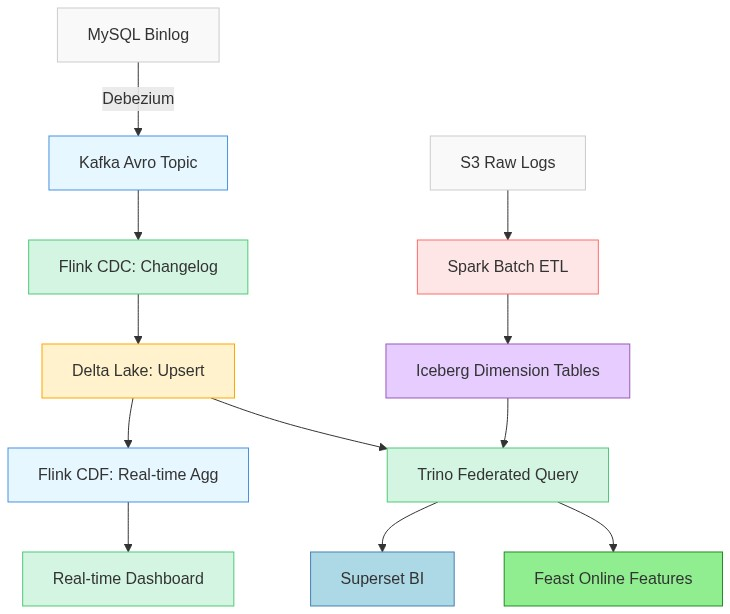 MySQL Binlog
Debezium
Kafka Avro Topic
S3 Raw Logs
Flink CDC: Changelog
Spark Batch ETL
Delta Lake: Upsert
Iceberg Dimension Tables
Flink CDF: Real-time Agg
Trino Federated Query
Real-time Dashboard
Superset BI
Feast Online Features